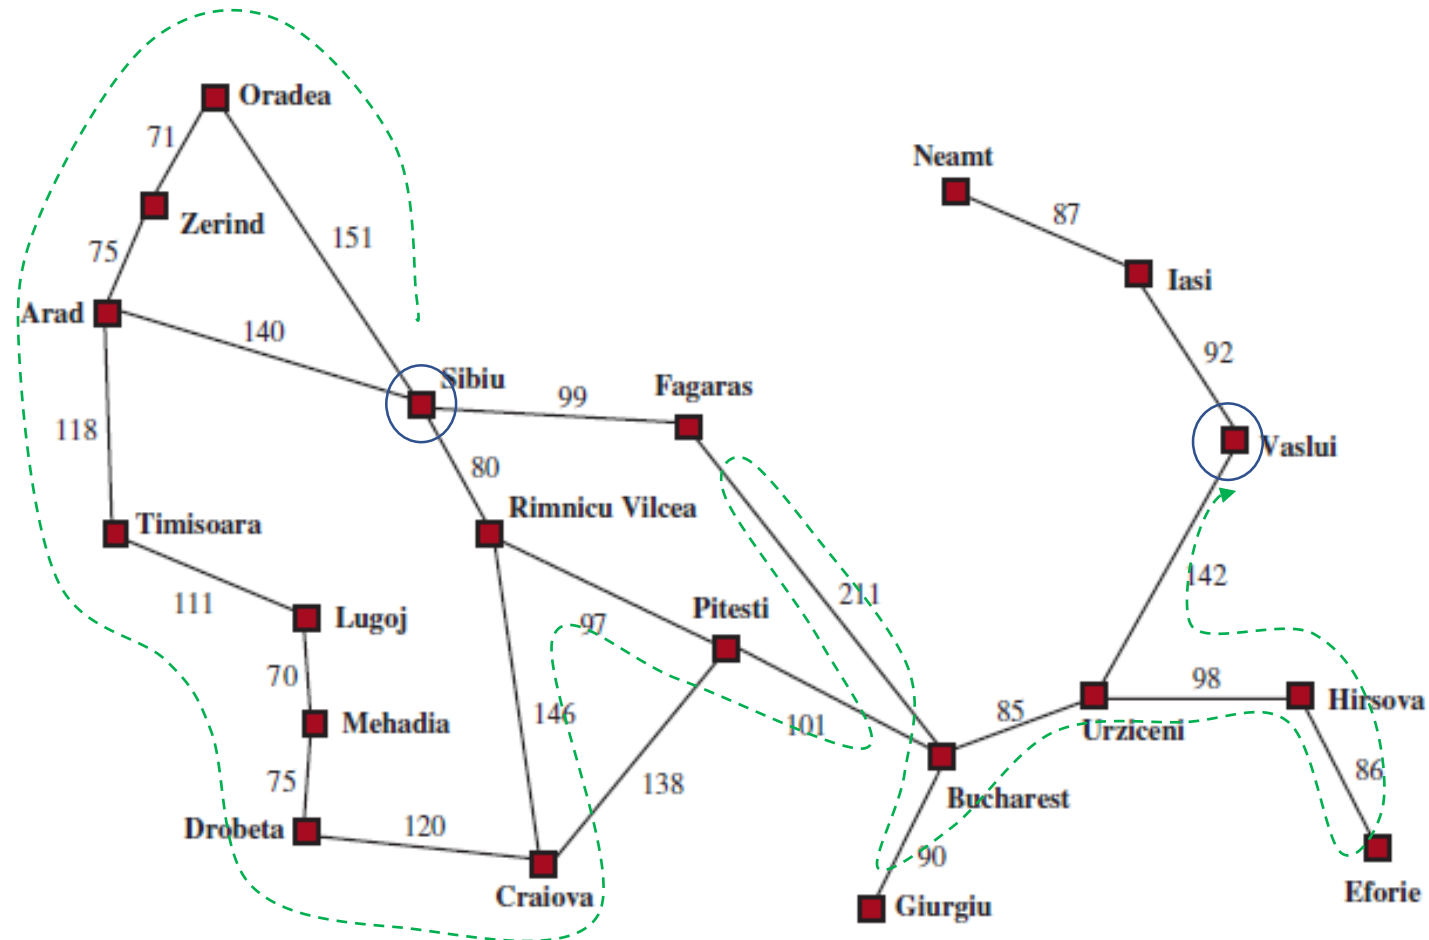 Oradea
71
Neamt
87
Zerind
151
75
Iasi
Arad
140
92
Sibiu
99
Fagaras
118
Vaslui
80
Rimnicu Vilcea
Timisoara
142
211
111
Lugoj
97
Pitesti
70
98
Hirsova
146
101
85
Mehadia
Urziceni
75
138
86
Bucharest
Drobeta
120
90
Craiova
Eforie
Giurgiu